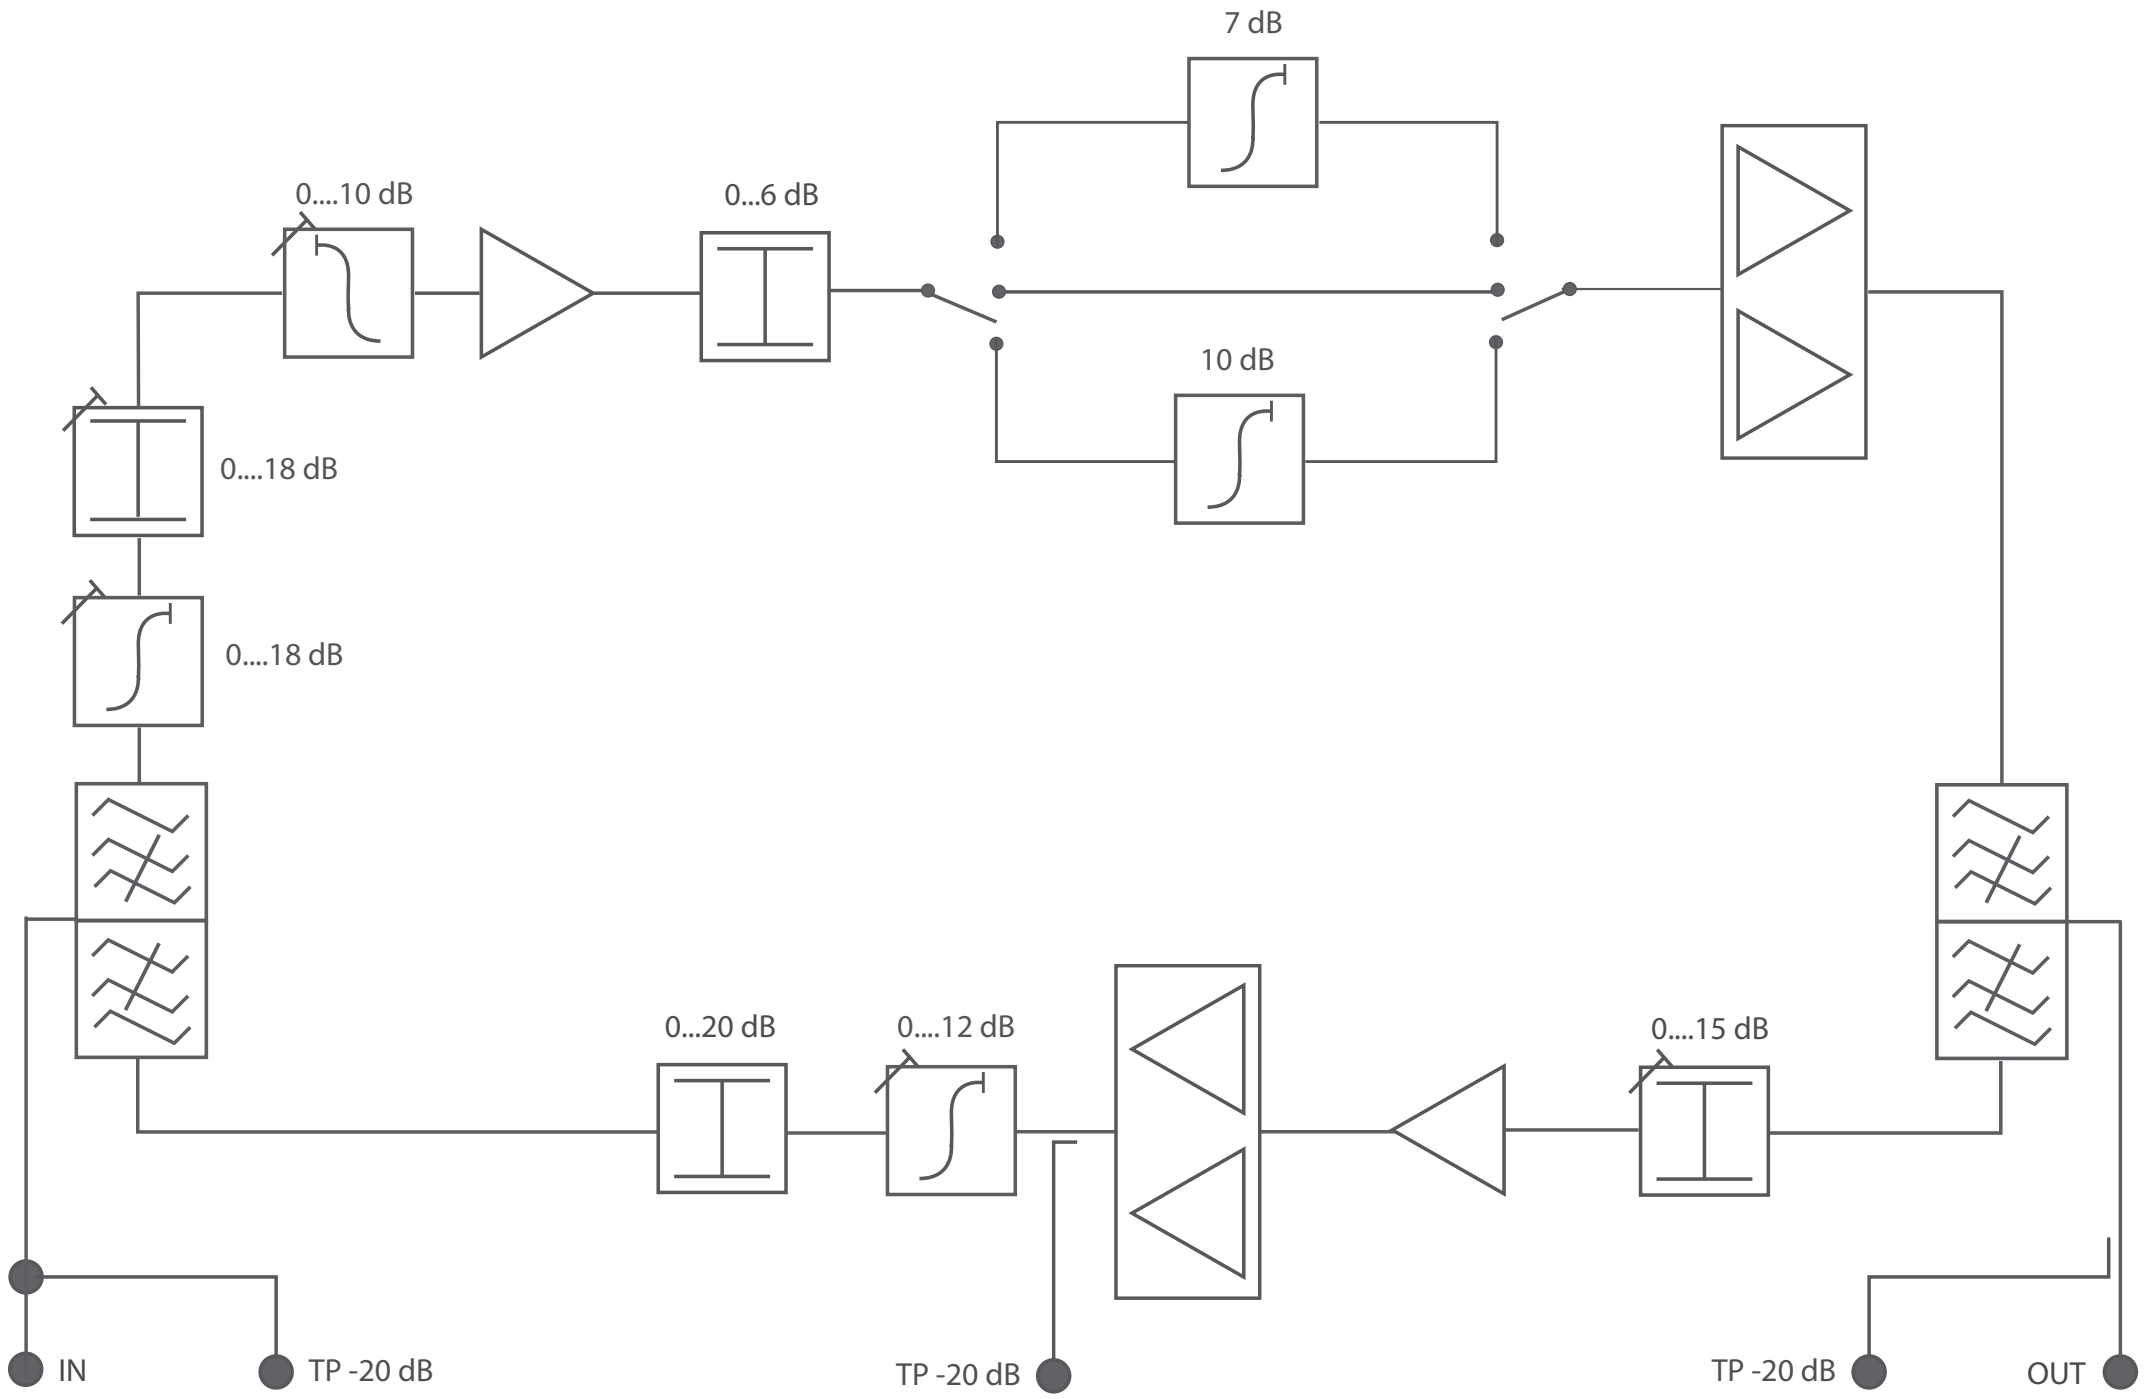 7 dB
0....10 dB
0...6 dB
10 dB
0....18 dB
0....18 dB
0...20 dB
0....12 dB
0....15 dB
IN
TP -20 dB
TP -20 dB
TP -20 dB
OUT